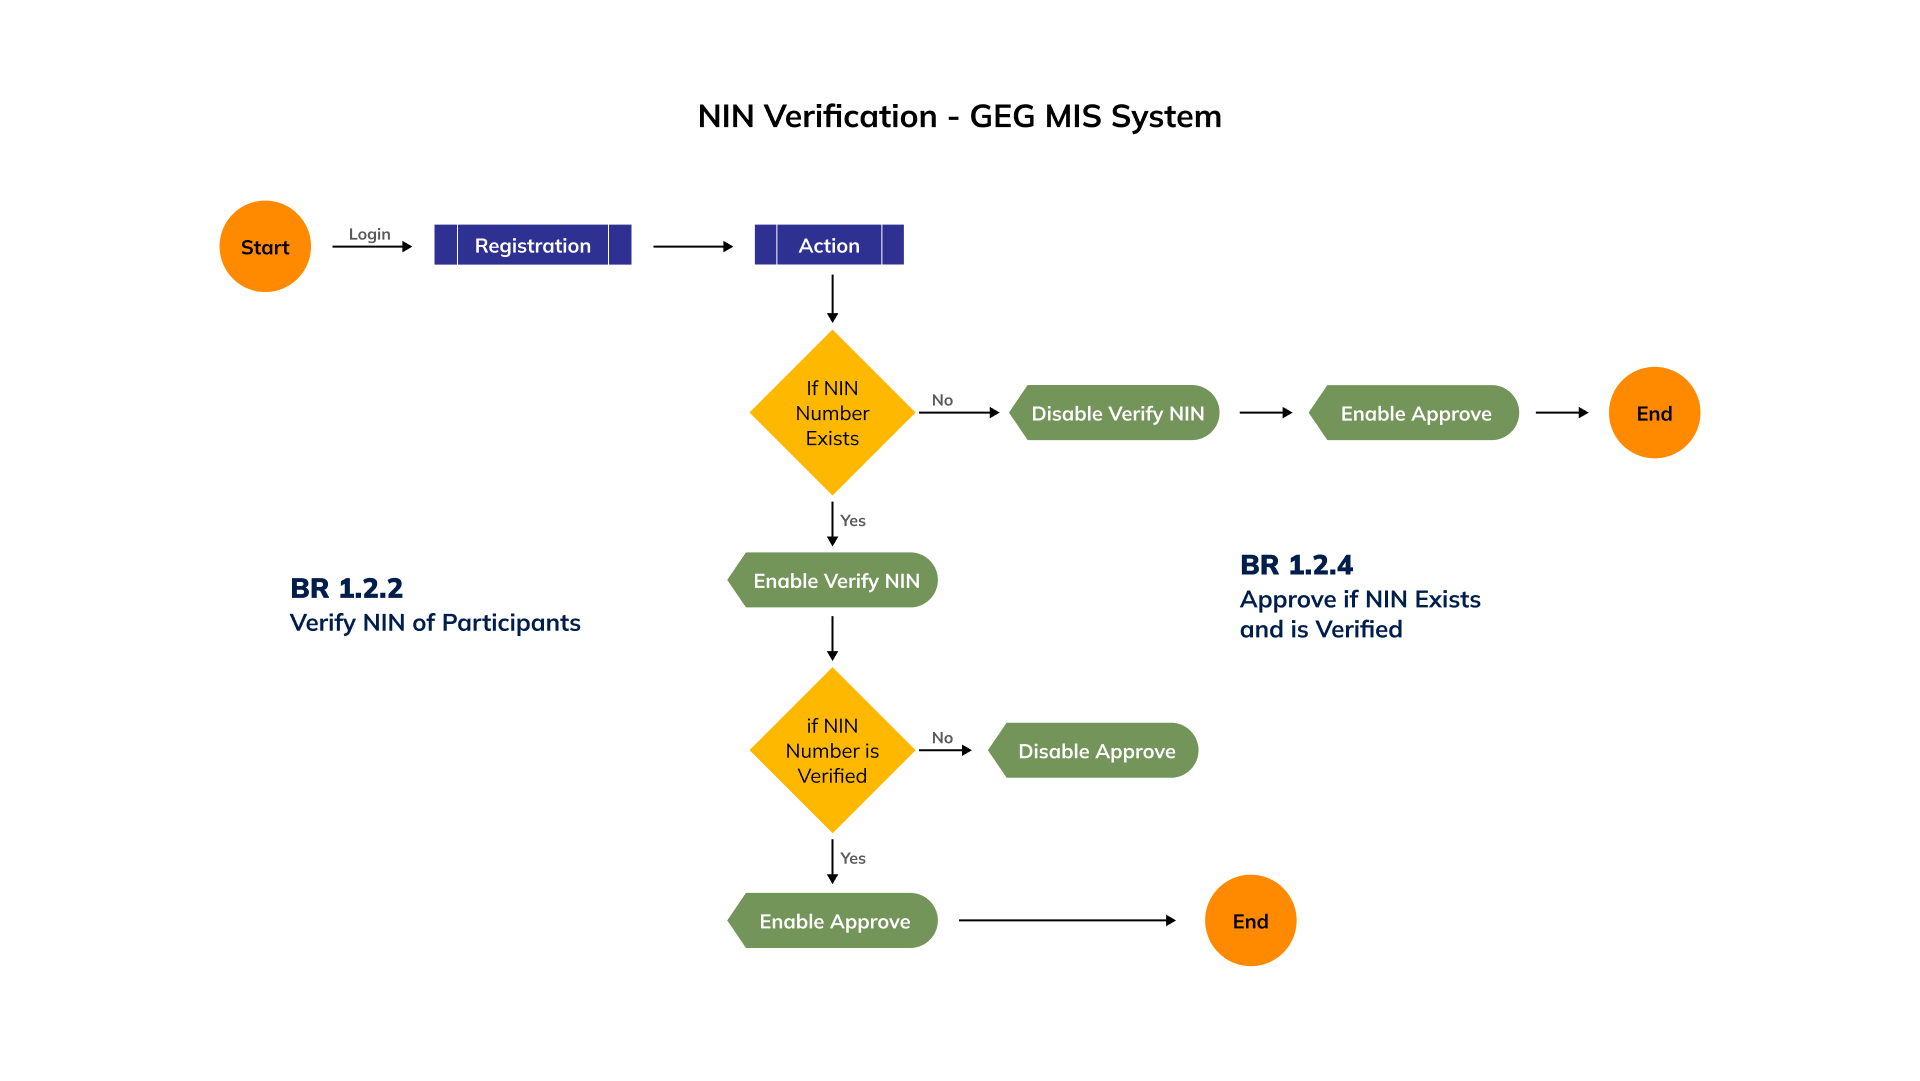 NIN Verification - GEG MIS System
Start
Login
Registration
Action
If NIN
Number
Exists
No
Disable Verify NIN
Enable Approve
End
Yes
Enable Verify NIN
BR 1.2.2
Verify NIN of Participants
BR 1.2.4
Approve if NIN Exists
and is Verified
if NIN
Number is
Verified
No
Disable Approve
Yes
Enable Approve
End